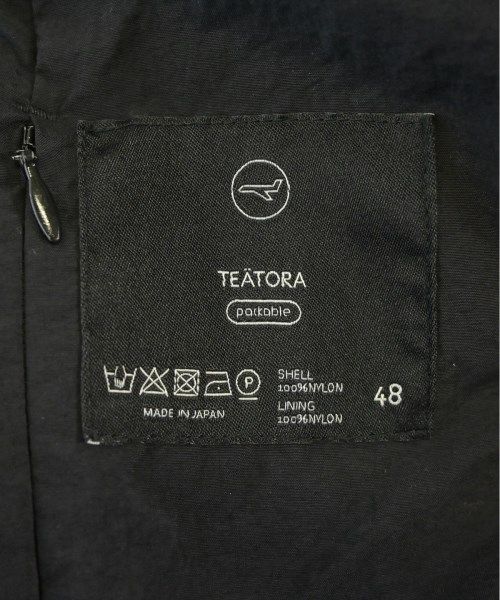 TEÄTORA
packable
P
MADE IN JAPAN
SHELL
100%NYLON
LINING
100%NYLON
48